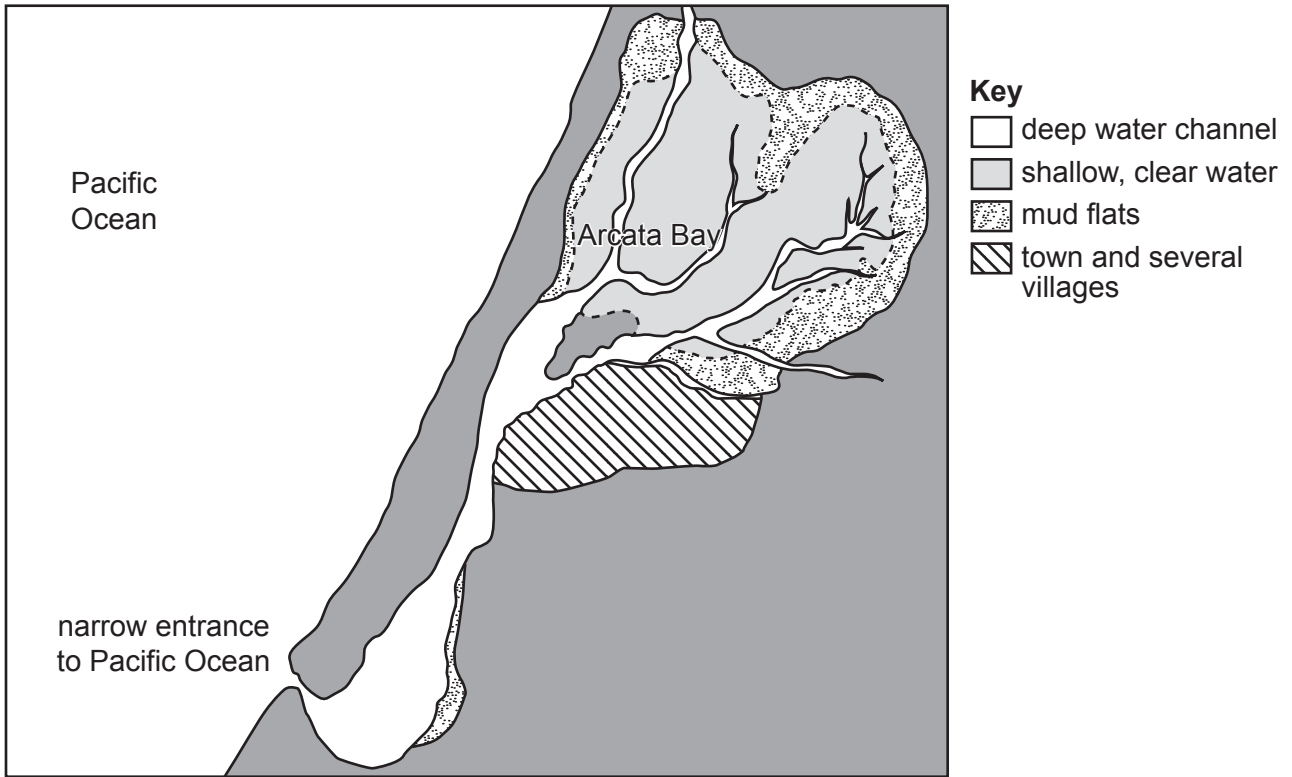 Pacific
Ocean
Arcata Bay
narrow entrance
to Pacific Ocean
Key
deep water channel
shallow, clear water
mud flats
town and several
villages